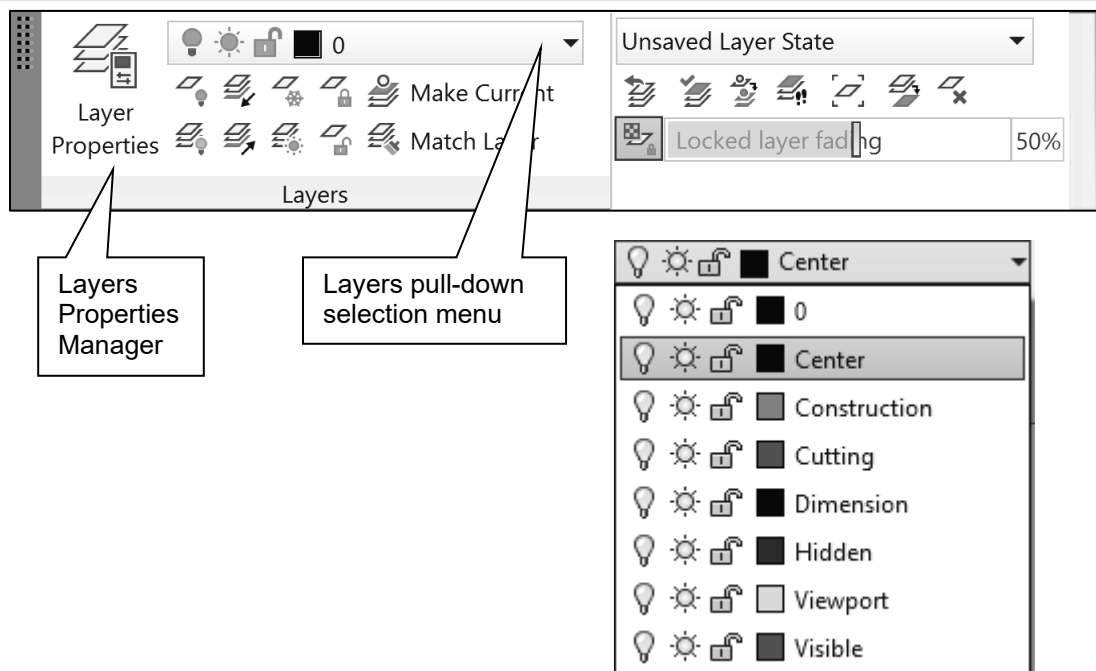 0
Unsaved Layer State
Make Current
Layer
Properties
Match Layer
Locked layer fading
50%
Layers
Layers
Properties
Manager
Layers pull-down
selection menu
Center
0
Center
Construction
Cutting
Dimension
Hidden
Viewport
Visible